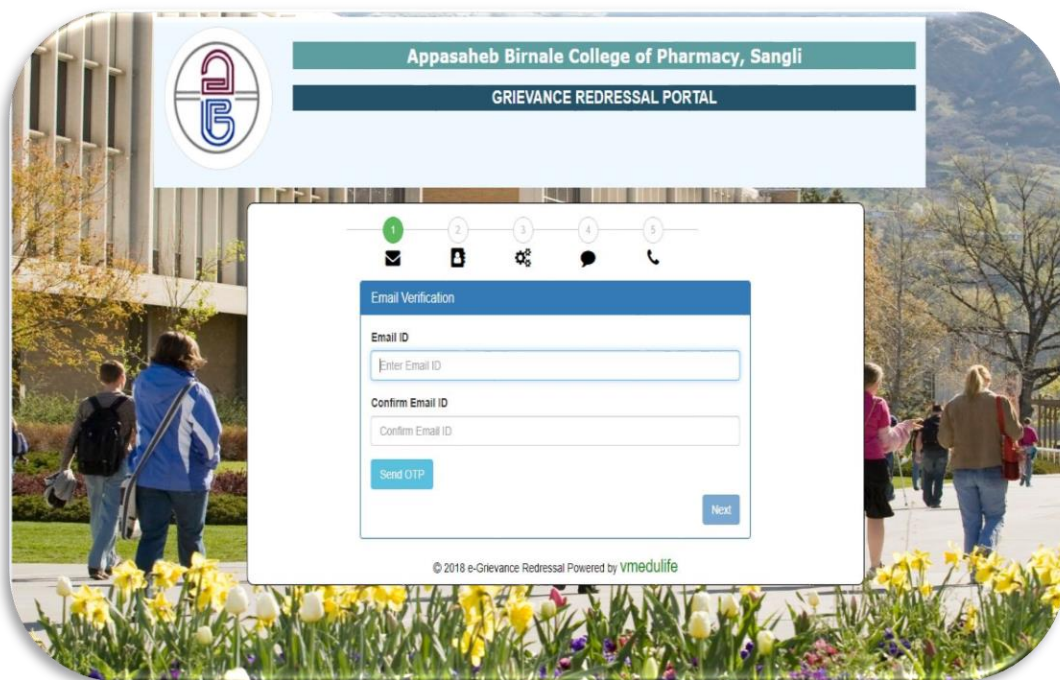 Appasaheb Birnale College of Pharmacy, Sangli
GRIEVANCE REDRESSAL PORTAL
1 2 3 4 5
Email Verification
Email ID
Enter Email ID
Confirm Email ID
Confirm Email ID
Send OTP
Next
© 2018 e-Grievance Redressal Powered by vmedulife